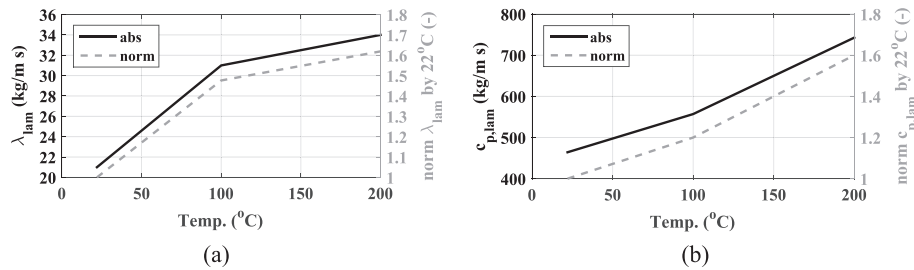 36
34
32
30
28
26
24
22
20
λlam (kg/m s)
abs
norm
1.8
1.7
1.6
1.5
1.4
1.3
1.2
1.1
1
norm λlam by 22°C (-)
0 50 100 150 200
Temp. (°C)
(a)
800
700
600
500
400
cp,lam (kg/m s)
abs
norm
1.8
1.6
1.4
1.2
1
norm cp,lam by 22°C (-)
0 50 100 150 200
Temp. (°C)
(b)